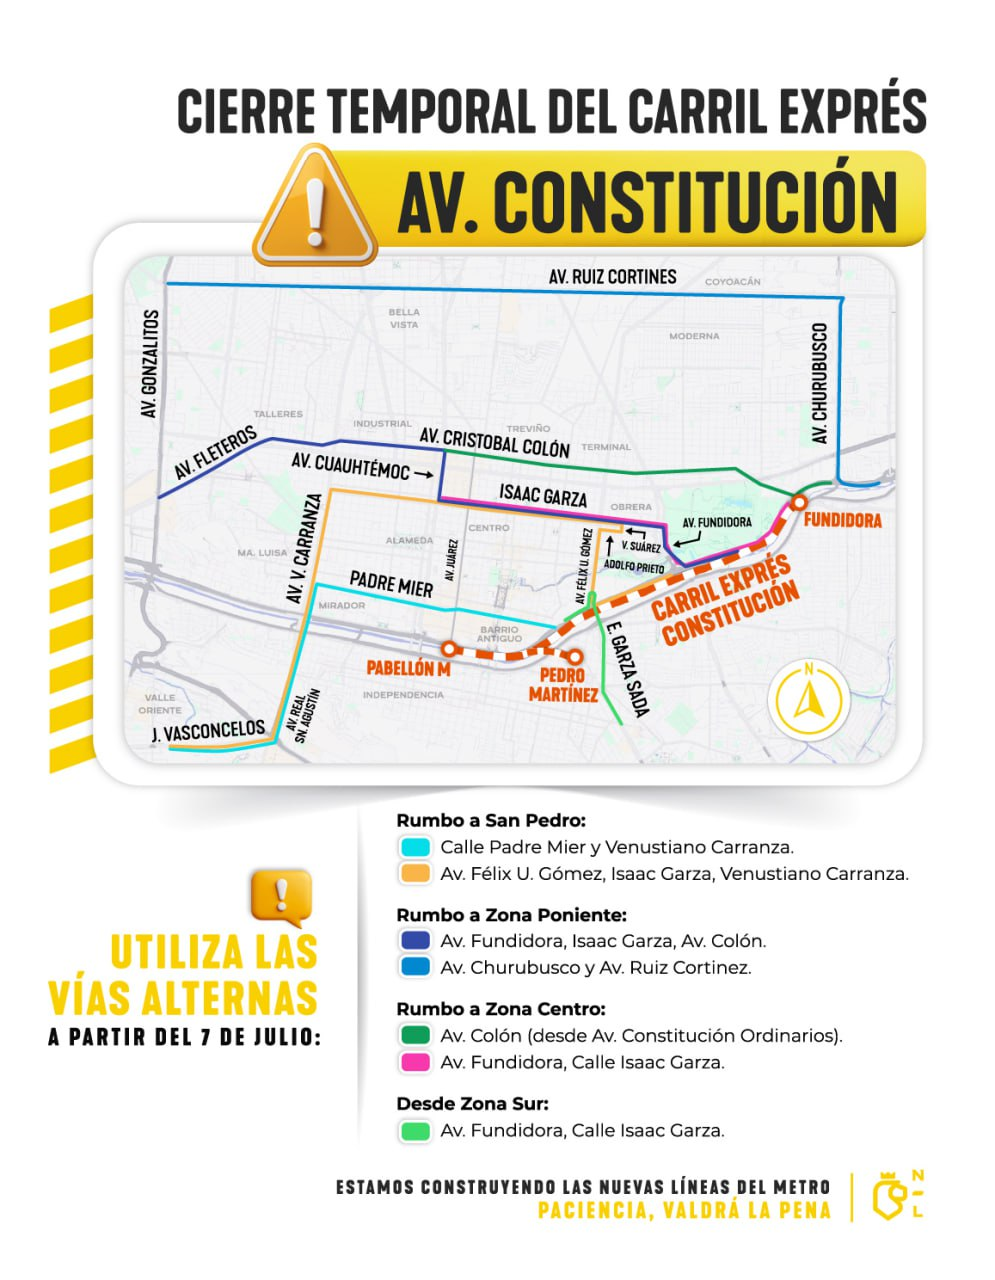 CIERRE TEMPORAL DEL CARRIL EXPRÉS
AV. CONSTITUCIÓN
AV. RUIZ CORTINES
COYOACÁN
AV. GONZALITOS
BELLA
VISTA
MODERNA
AV. CHURUBUSCO
TALLERES
INDUSTRIAL
TREVIÑO
TERMINAL
AV. FLETEROS
AV. CRISTOBAL COLÓN
AV. CUAUHTÉMOC
ISAAC GARZA
OBRERA
AV. FUNDIDORA
FUNDIDORA
AV. V. CARRANZA
CENTRO
ALAMEDA
MA. LUISA
AV. JUÁREZ
AV. FÉLIX U. GÓMEZ
V. SUÁREZ
ADOLFO PRIETO
PADRE MIER
MIRADOR
BARRIO
ANTIGUO
CARRIL EXPRÉS
CONSTITUCIÓN
E. GARZA SADA
PABELLÓN M
PEDRO
MARTÍNEZ
INDEPENDENCIA
VALLE
ORIENTE
J. VASCONCELOS
AV. REAL
SN. AGUSTÍN
N
Rumbo a San Pedro:
Calle Padre Mier y Venustiano Carranza.
Av. Félix U. Gómez, Isaac Garza, Venustiano Carranza.
Rumbo a Zona Poniente:
Av. Fundidora, Isaac Garza, Av. Colón.
Av. Churubusco y Av. Ruiz Cortinez.
Rumbo a Zona Centro:
Av. Colón (desde Av. Constitución Ordinarios).
Av. Fundidora, Calle Isaac Garza.
Desde Zona Sur:
Av. Fundidora, Calle Isaac Garza.
UTILIZA LAS
VÍAS ALTERNAS
A PARTIR DEL 7 DE JULIO:
ESTAMOS CONSTRUYENDO LAS NUEVAS LÍNEAS DEL METRO
PACIENCIA, VALDRÁ LA PENA
N
L